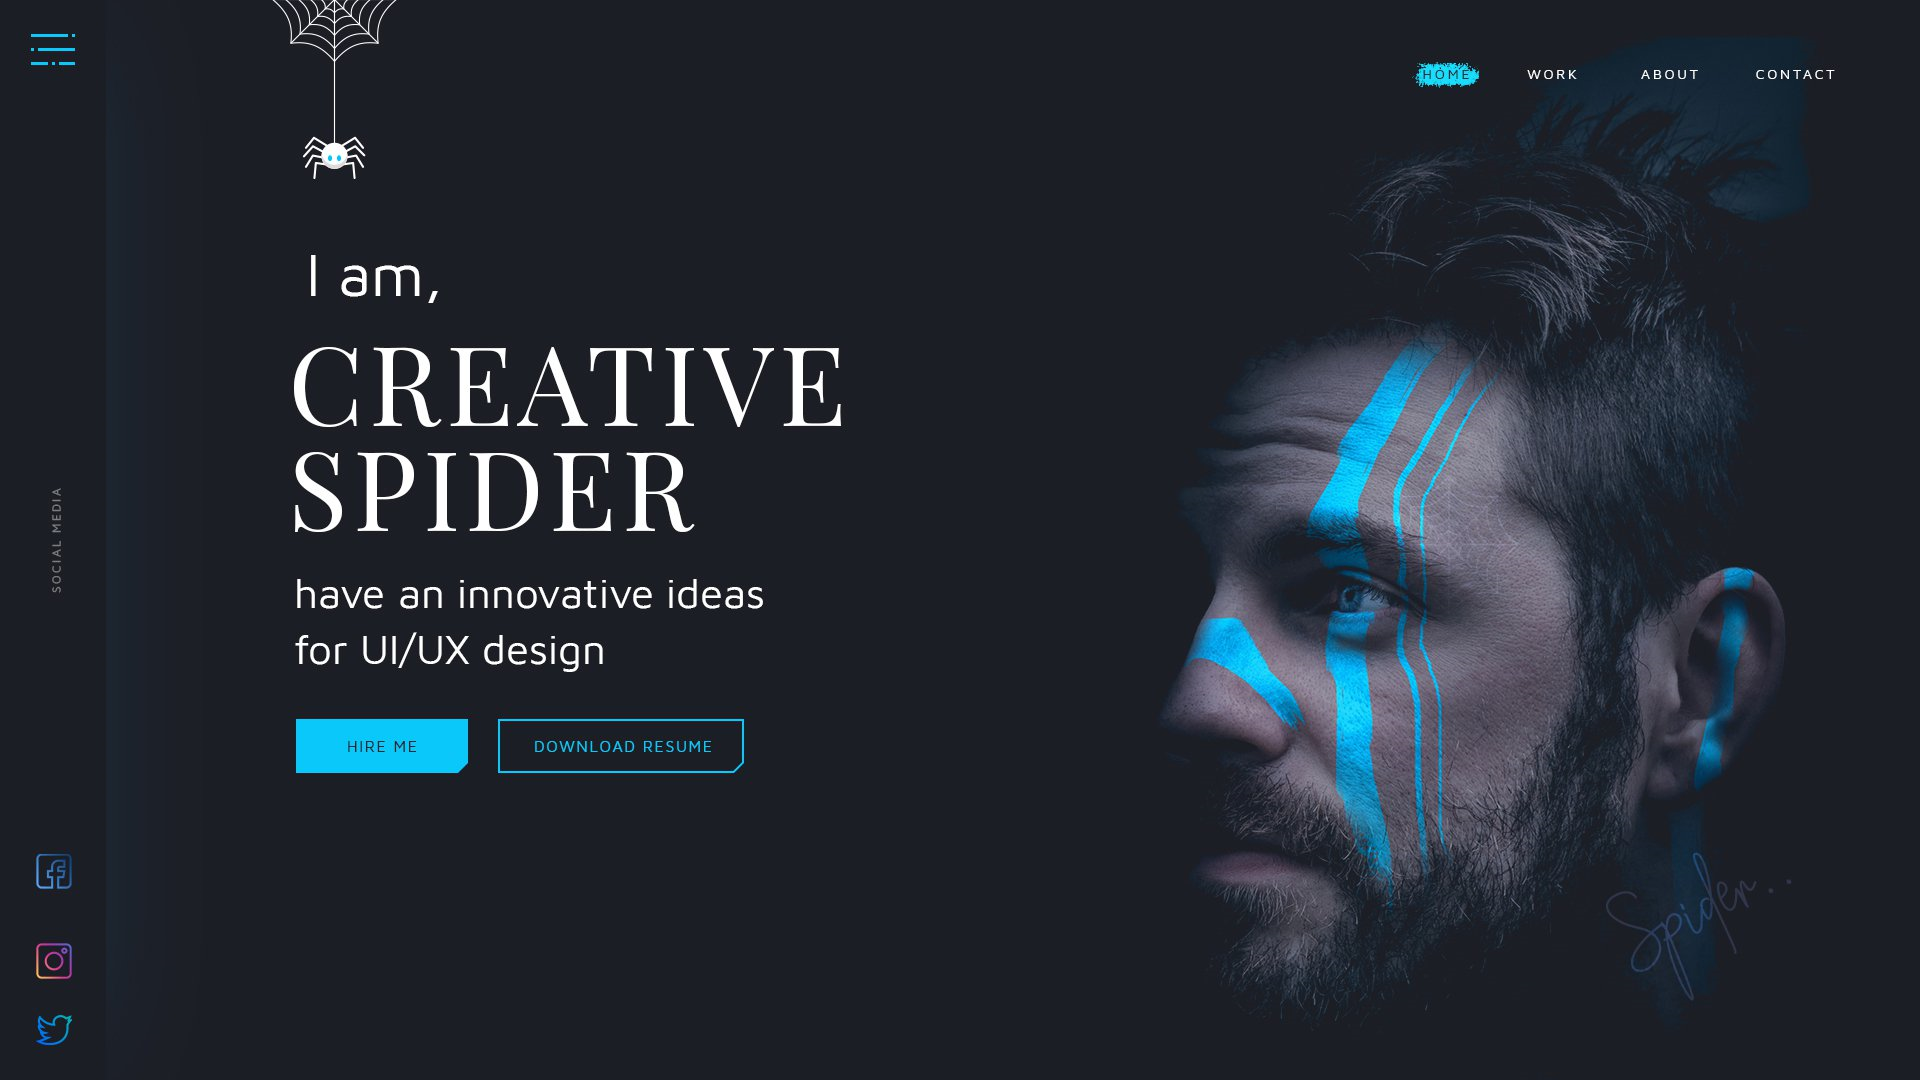 HOME
WORK
ABOUT
CONTACT
I am,
CREATIVE
SPIDER
have an innovative ideas
for UI/UX design
HIRE ME
DOWNLOAD RESUME
SOCIAL MEDIA
Spider..